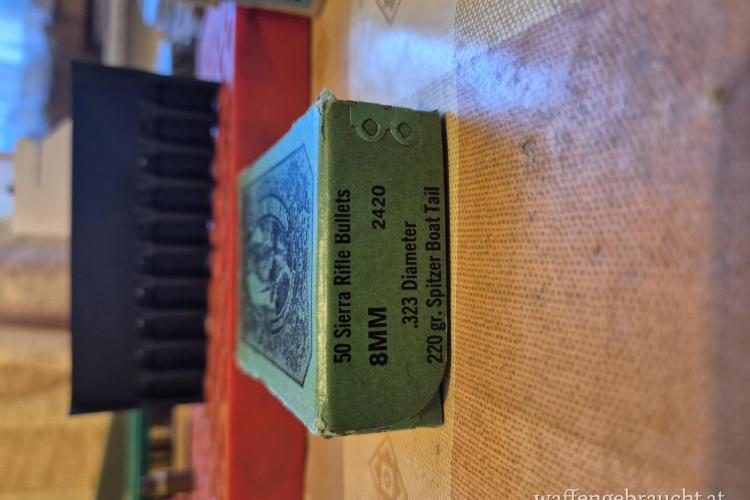 50 Sierra Rifle Bullets
8MM 2420
.323 Diameter
220 gr. Spitzer Boat Tail
waffengebraucht.at